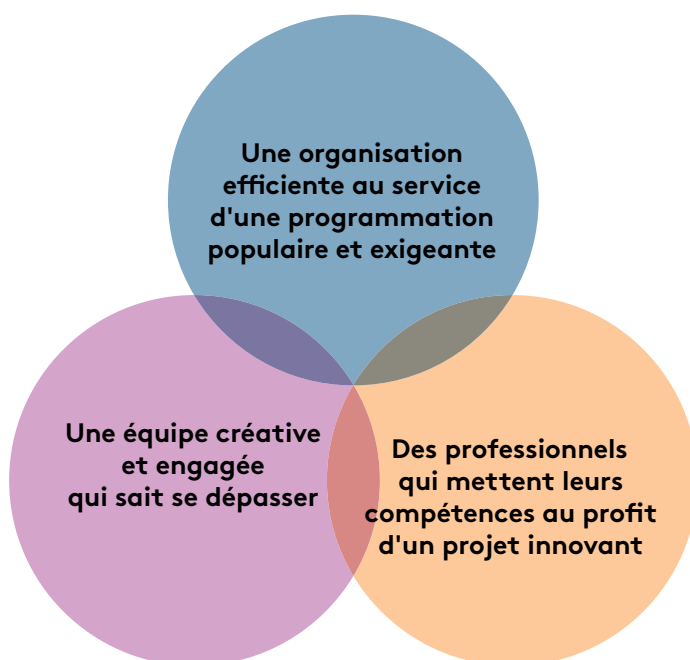 Une organisation
efficiente au service
d'une programmation
populaire et exigeante
Une équipe créative
et engagée
qui sait se dépasser
Des professionnels
qui mettent leurs
compétences au profit
d'un projet innovant